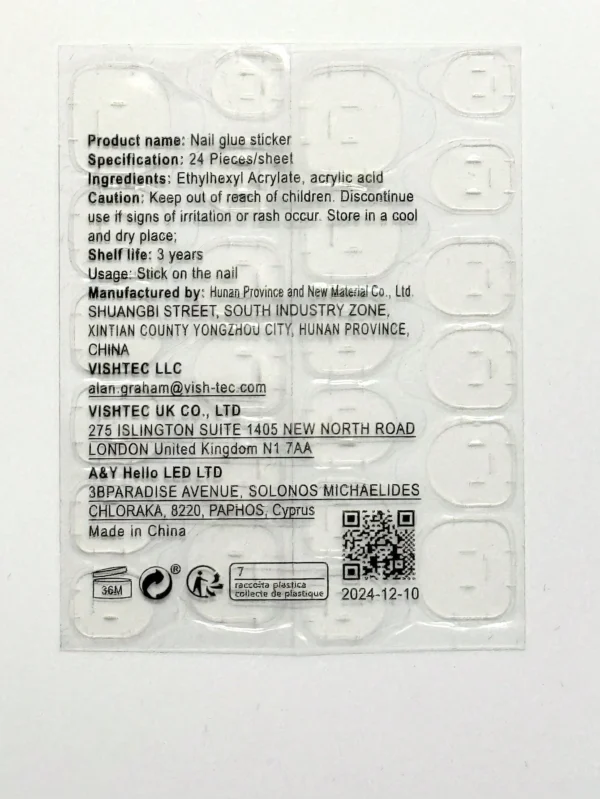 Product name: Nail glue sticker
Specification: 24 Pieces/sheet
Ingredients: Ethylhexyl Acrylate, acrylic acid
Caution: Keep out of reach of children. Discontinue
use if signs of irritation or rash occur. Store in a cool
and dry place;
Shelf life: 3 years
Usage: Stick on the nail
Manufactured by: Hunan Province and New Material Co., Ltd.
SHUANGBI STREET, SOUTH INDUSTRY ZONE,
XINTIAN COUNTY YONGZHOU CITY, HUNAN PROVINCE,
CHINA
VISHTEC LLC
alan.graham@vish-tec.com
VISHTEC UK CO., LTD
275 ISLINGTON SUITE 1405 NEW NORTH ROAD
LONDON United Kingdom N1 7AA
A&Y Hello LED LTD
3BPARADISE AVENUE, SOLONOS MICHAELIDES
CHLORAKA, 8220, PAPHOS, Cyprus
Made in China
36M
®
7
raccolta plastica
collecte de plastique
2024-12-10